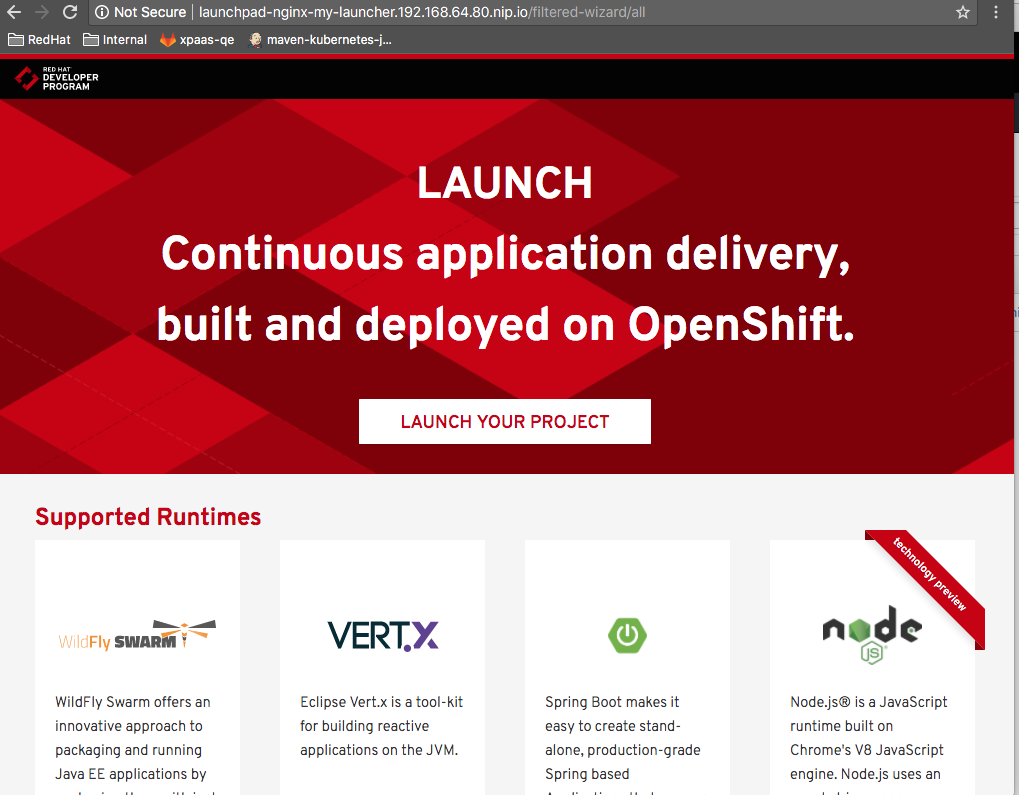 Not Secure | launchpad-nginx-my-launcher.192.168.64.80.nip.io/filtered-wizard/all
RedHat Internal xpaas-qe maven-kubernetes-j...
RED HAT
DEVELOPER
PROGRAM
LAUNCH
Continuous application delivery,
built and deployed on OpenShift.
LAUNCH YOUR PROJECT
Supported Runtimes
technology preview
WildFly SWARM
VERT.X
node
JS
WildFly Swarm offers an
innovative approach to
packaging and running
Java EE applications by
Eclipse Vert.x is a tool-kit
for building reactive
applications on the JVM.
Spring Boot makes it
easy to create stand-
alone, production-grade
Spring based
Node.js® is a JavaScript
runtime built on
Chrome's V8 JavaScript
engine. Node.js uses an